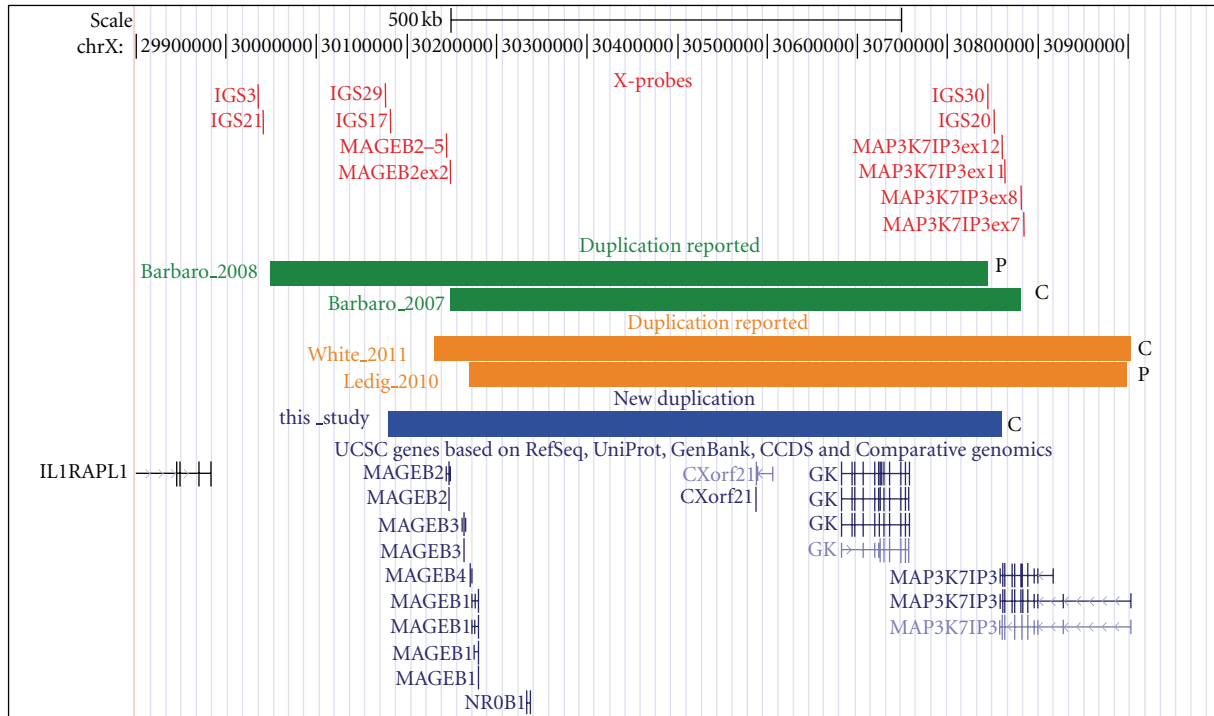 Scale 500 kb
chrX: 29900000 30000000 30100000 30200000 30300000 30400000 30500000 30600000 30700000 30800000 30900000
X-probes
IGS3 IGS29 IGS30
IGS21 IGS17 IGS20
MAGEB2–5 MAP3K7IP3ex12
MAGEB2ex2 MAP3K7IP3ex11
MAP3K7IP3ex8
MAP3K7IP3ex7
Duplication reported
Barbaro_2008 P
Barbaro_2007 C
Duplication reported
White_2011 C
Ledig_2010 P
New duplication
this _study C
UCSC genes based on RefSeq, UniProt, GenBank, CCDS and Comparative genomics
IL1RAPL1 MAGEB2 CXorf21 GK
MAGEB2 CXorf21 GK
MAGEB3 GK
MAGEB3 GK
MAGEB4 MAP3K7IP3
MAGEB1 MAP3K7IP3
MAGEB1 MAP3K7IP3
MAGEB1
MAGEB1
NR0B1